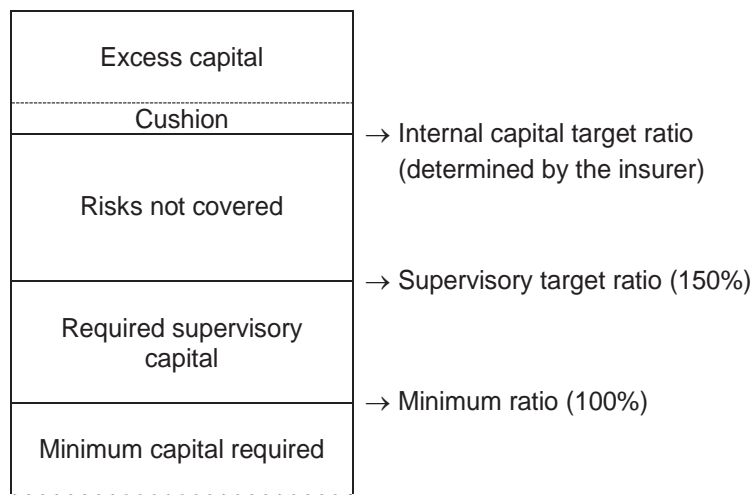 Excess capital
Cushion
→ Internal capital target ratio
(determined by the insurer)
Risks not covered
→ Supervisory target ratio (150%)
Required supervisory
capital
→ Minimum ratio (100%)
Minimum capital required